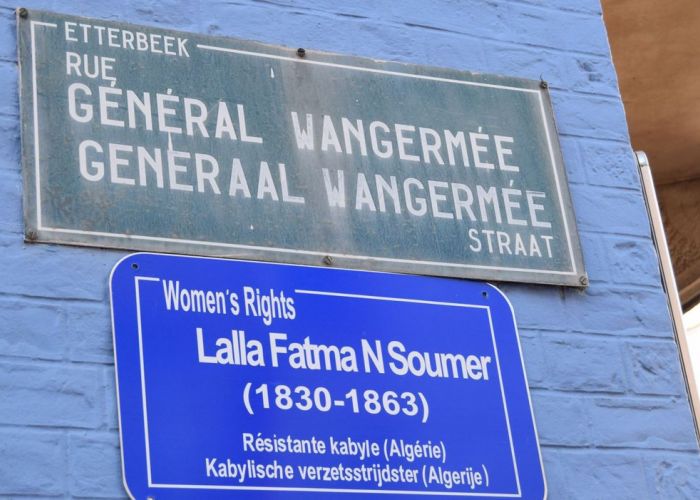 ETTERBEEK
RUE
GÉNÉRAL WANGERMÉE
GENERAAL WANGERMÉE
STRAAT
Women's Rights
Lalla Fatma N Soumer
(1830-1863)
Résistante kabyle (Algérie)
Kabylische verzetsstrijdster (Algerije)